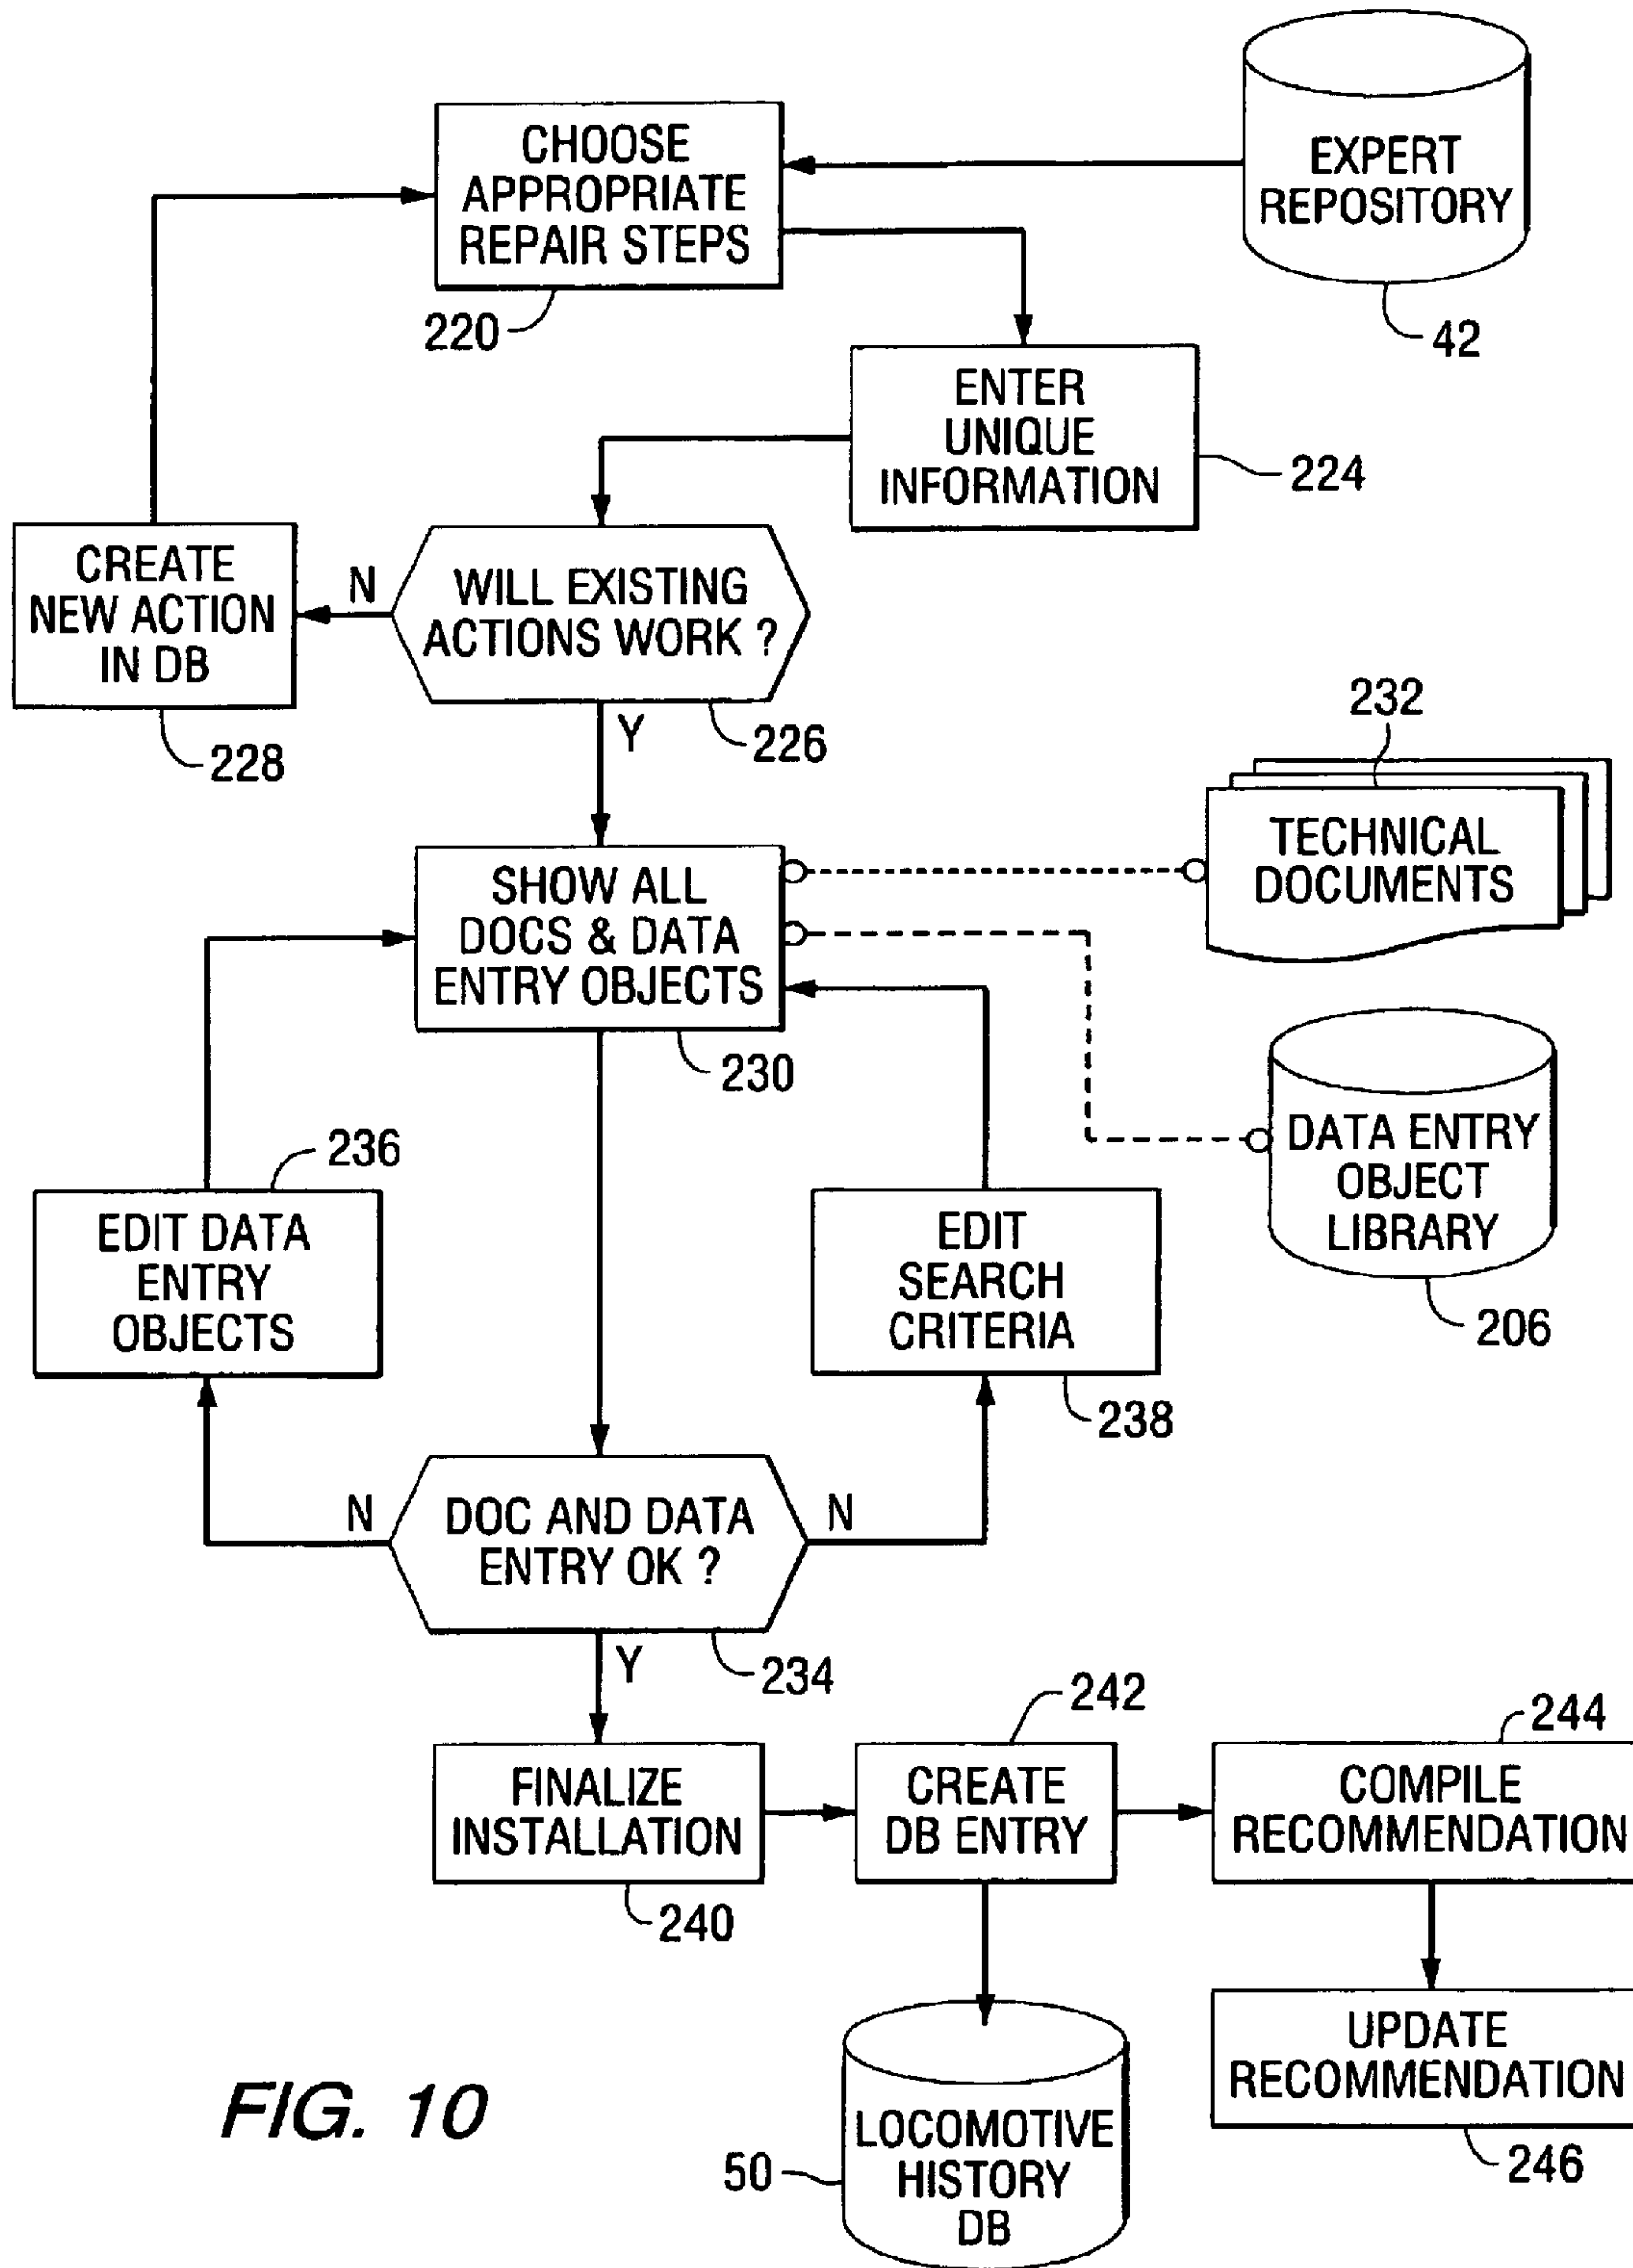 CHOOSE
APPROPRIATE
REPAIR STEPS
220
EXPERT
REPOSITORY
42
ENTER
UNIQUE
INFORMATION
224
CREATE
NEW ACTION
IN DB
228
N
WILL EXISTING
ACTIONS WORK ?
226
Y
232
TECHNICAL
DOCUMENTS
SHOW ALL
DOCS & DATA
ENTRY OBJECTS
230
DATA ENTRY
OBJECT
LIBRARY
206
236
EDIT DATA
ENTRY
OBJECTS
EDIT
SEARCH
CRITERIA
238
N
DOC AND DATA
ENTRY OK ?
N
234
Y
FINALIZE
INSTALLATION
240
242
CREATE
DB ENTRY
244
COMPILE
RECOMMENDATION
UPDATE
RECOMMENDATION
246
LOCOMOTIVE
HISTORY
DB
50
FIG. 10